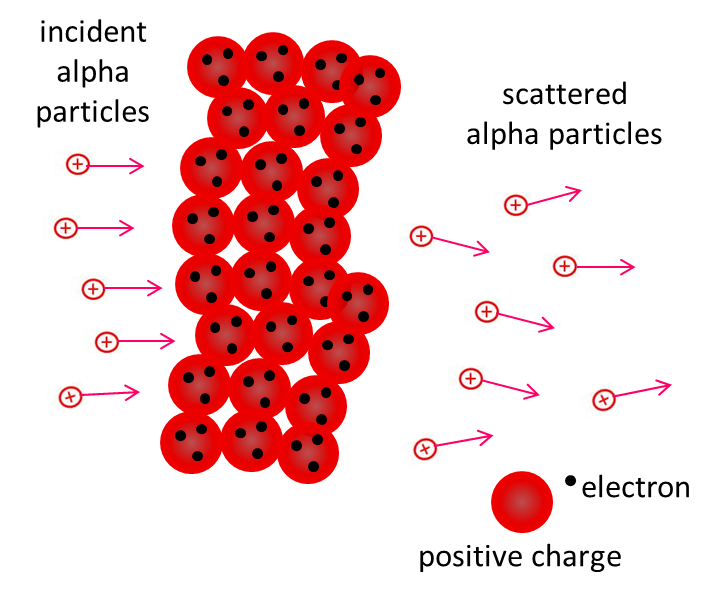 incident
alpha
particles
scattered
alpha particles
electron
positive charge